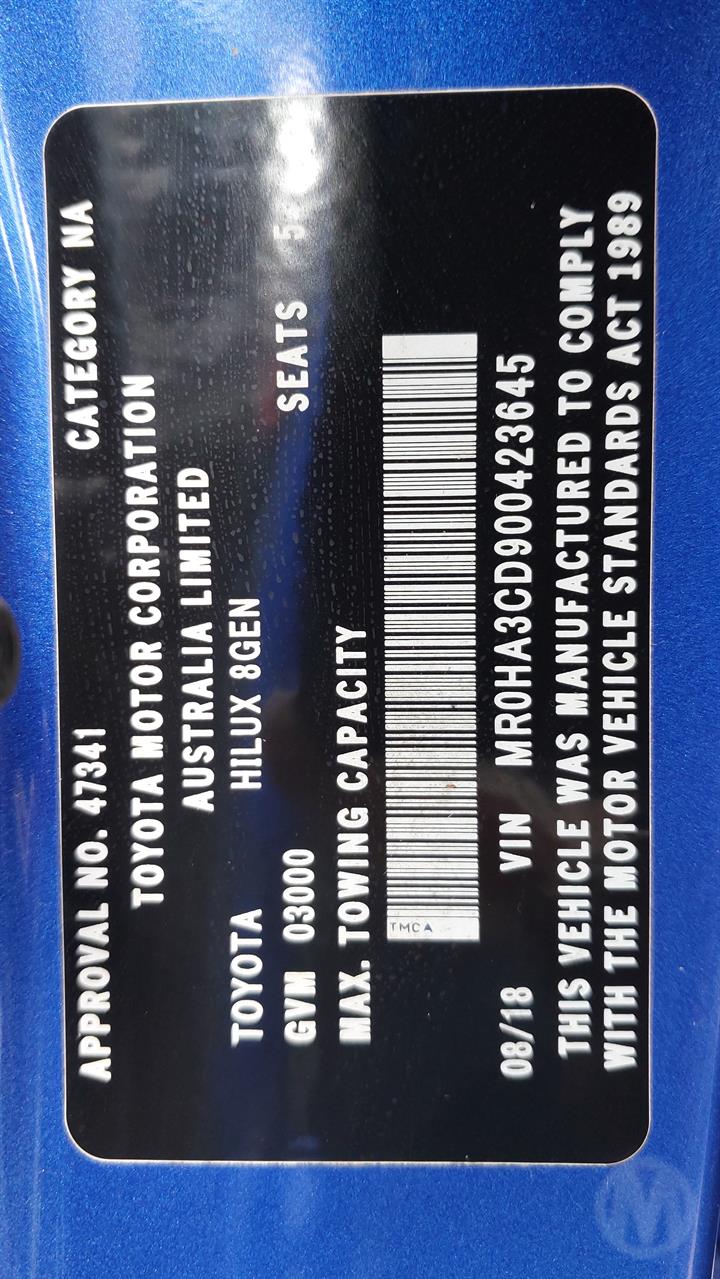 APPROVAL NO. 47341 CATEGORY NA
TOYOTA MOTOR CORPORATION
AUSTRALIA LIMITED
TOYOTA HILUX 8GEN
GVM 03000 SEATS 5
MAX. TOWING CAPACITY
TMCA
08/18 VIN MR0HA3CD900423645
THIS VEHICLE WAS MANUFACTURED TO COMPLY
WITH THE MOTOR VEHICLE STANDARDS ACT 1989
M